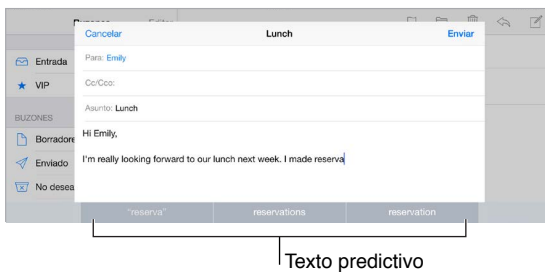 Cancelar Lunch Enviar
Para: Emily
Cc/Cco:
Asunto: Lunch
Hi Emily,
I'm really looking forward to our lunch next week. I made reserva
Buzones Editar
Entrada
VIP
BUZONES
Borradore
Enviado
No desea
"reserva" reservations reservation
Texto predictivo